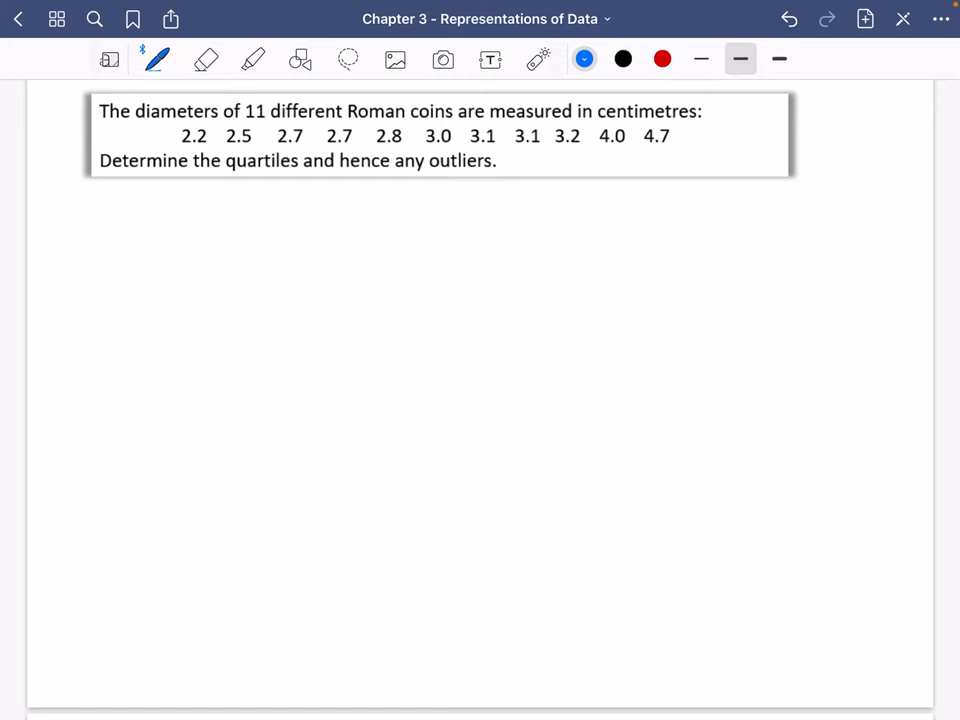 Chapter 3 - Representations of Data
T
The diameters of 11 different Roman coins are measured in centimetres:
2.2 2.5 2.7 2.7 2.8 3.0 3.1 3.1 3.2 4.0 4.7
Determine the quartiles and hence any outliers.